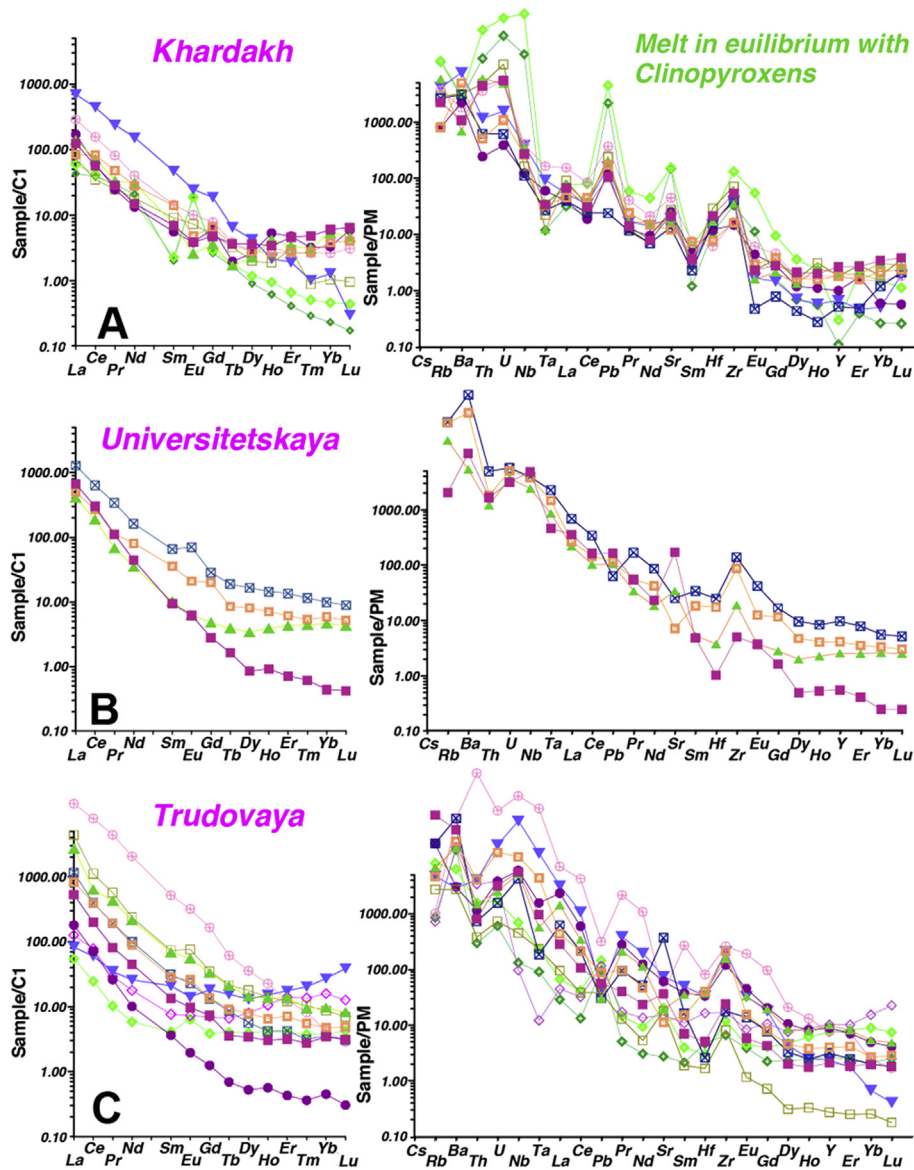 Khardakh
Melt in euilibrium with
Clinopyroxens
Sample/C1
1000.00
100.00
10.00
1.00
0.10
A
La Ce Pr Nd Sm Eu Gd Tb Dy Ho Er Tm Yb Lu
Sample/PM
1000.00
100.00
10.00
1.00
0.10
Cs Rb Ba Th U Nb Ta La Ce Pb Pr Nd Sr Sm Hf Zr Eu Gd Dy Ho Y Er Yb Lu
Universitetskaya
Sample/C1
1000.00
100.00
10.00
1.00
0.10
B
La Ce Pr Nd Sm Eu Gd Tb Dy Ho Er Tm Yb Lu
Sample/PM
1000.00
100.00
10.00
1.00
0.10
Cs Rb Ba Th U Nb Ta La Ce Pb Pr Nd Sr Sm Hf Zr Eu Gd Dy Ho Y Er Yb Lu
Trudovaya
Sample/C1
1000.00
100.00
10.00
1.00
0.10
C
La Ce Pr Nd Sm Eu Gd Tb Dy Ho Er Tm Yb Lu
Sample/PM
1000.00
100.00
10.00
1.00
0.10
Cs Rb Ba Th U Nb Ta La Ce Pb Pr Nd Sr Sm Hf Zr Eu Gd Dy Ho Y Er Yb Lu